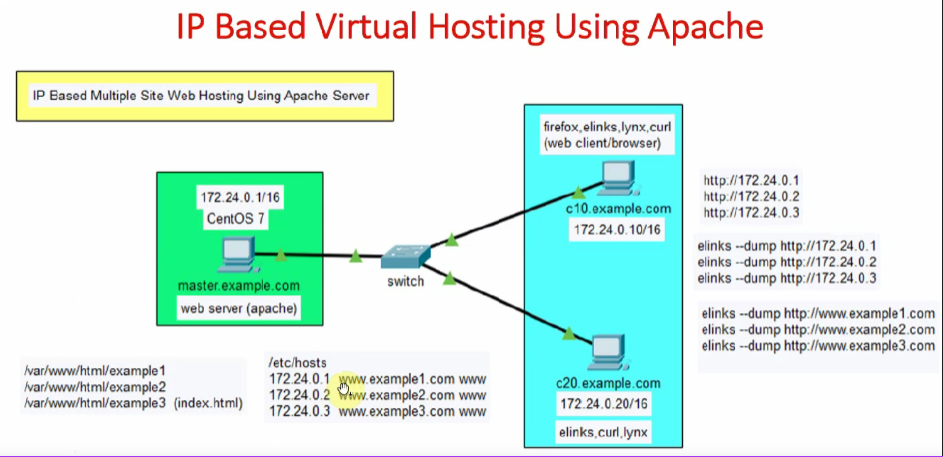 IP Based Virtual Hosting Using Apache
IP Based Multiple Site Web Hosting Using Apache Server
172.24.0.1/16
CentOS 7
master.example.com
web server (apache)
switch
firefox,elinks,lynx,curl
(web client/browser)
c10.example.com
172.24.0.10/16
c20.example.com
172.24.0.20/16
elinks,curl,lynx
http://172.24.0.1
http://172.24.0.2
http://172.24.0.3
elinks --dump http://172.24.0.1
elinks --dump http://172.24.0.2
elinks --dump http://172.24.0.3
elinks --dump http://www.example1.com
elinks --dump http://www.example2.com
elinks --dump http://www.example3.com
/var/www/html/example1
/var/www/html/example2
/var/www/html/example3 (index.html)
/etc/hosts
172.24.0.1 www.example1.com www
172.24.0.2 www.example2.com www
172.24.0.3 www.example3.com www